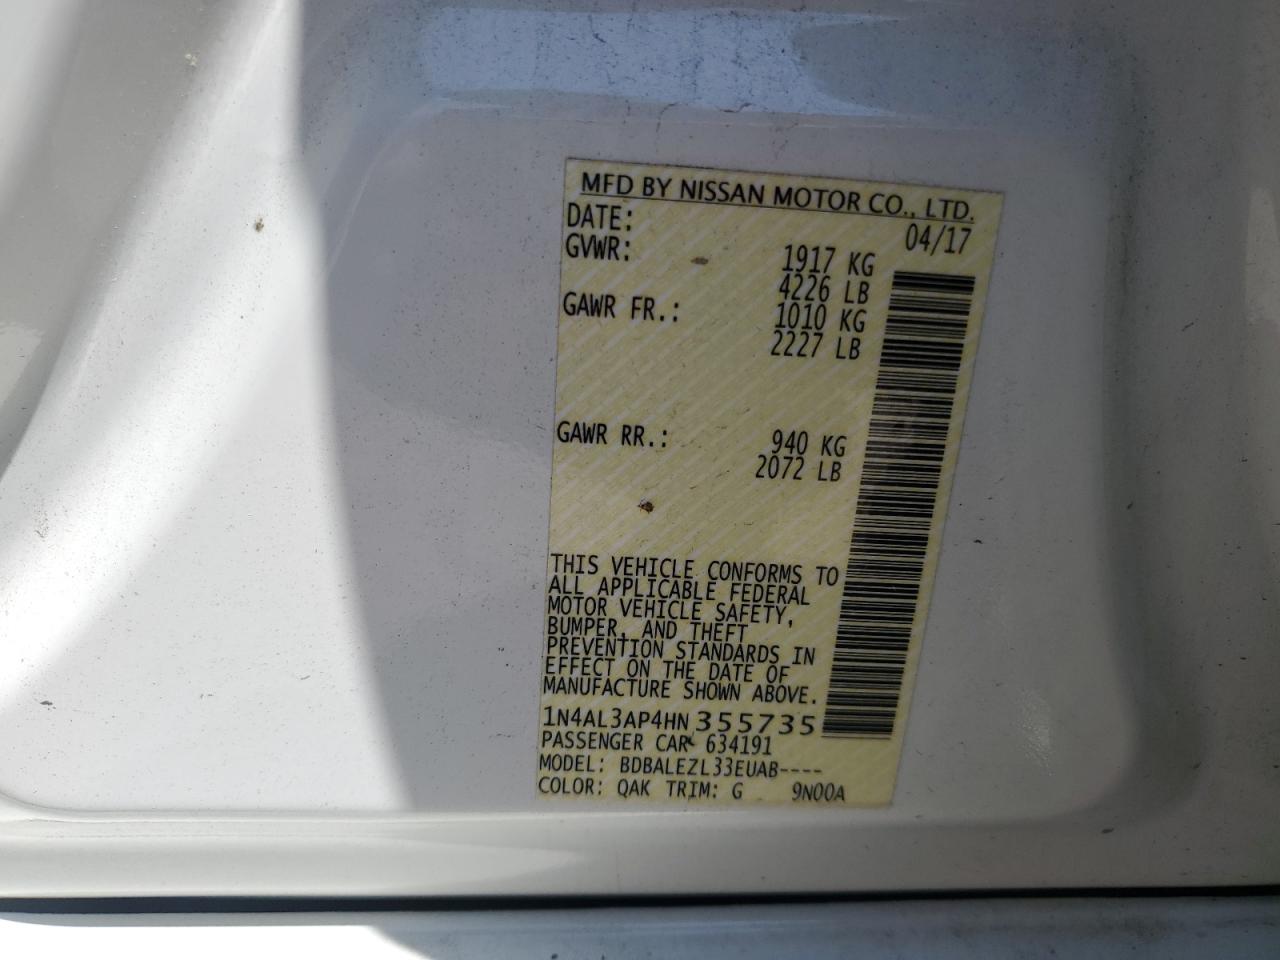 MFD BY NISSAN MOTOR CO., LTD.
DATE: 04/17
GVWR: 1917 KG
4226 LB
GAWR FR.: 1010 KG
2227 LB
GAWR RR.: 940 KG
2072 LB
THIS VEHICLE CONFORMS TO
ALL APPLICABLE FEDERAL
MOTOR VEHICLE SAFETY,
BUMPER, AND THEFT
PREVENTION STANDARDS IN
EFFECT ON THE DATE OF
MANUFACTURE SHOWN ABOVE.
1N4AL3AP4HN355735
PASSENGER CAR 634191
MODEL: BDBALEZL33EUAB----
COLOR: QAK TRIM: G 9N00A